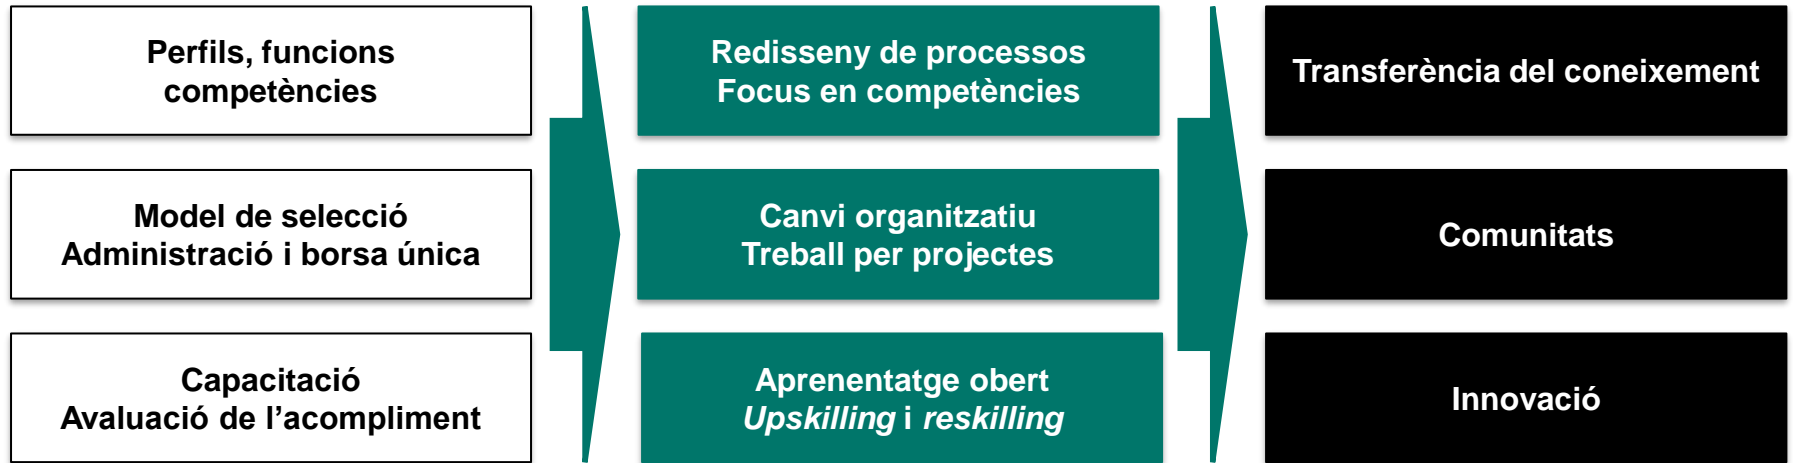 Perfils, funcions
competències
Model de selecció
Administració i borsa única
Capacitació
Avaluació de l’acompliment
Redisseny de processos
Focus en competències
Canvi organitzatiu
Treball per projectes
Aprenentatge obert
Upskilling i reskilling
Transferència del coneixement
Comunitats
Innovació